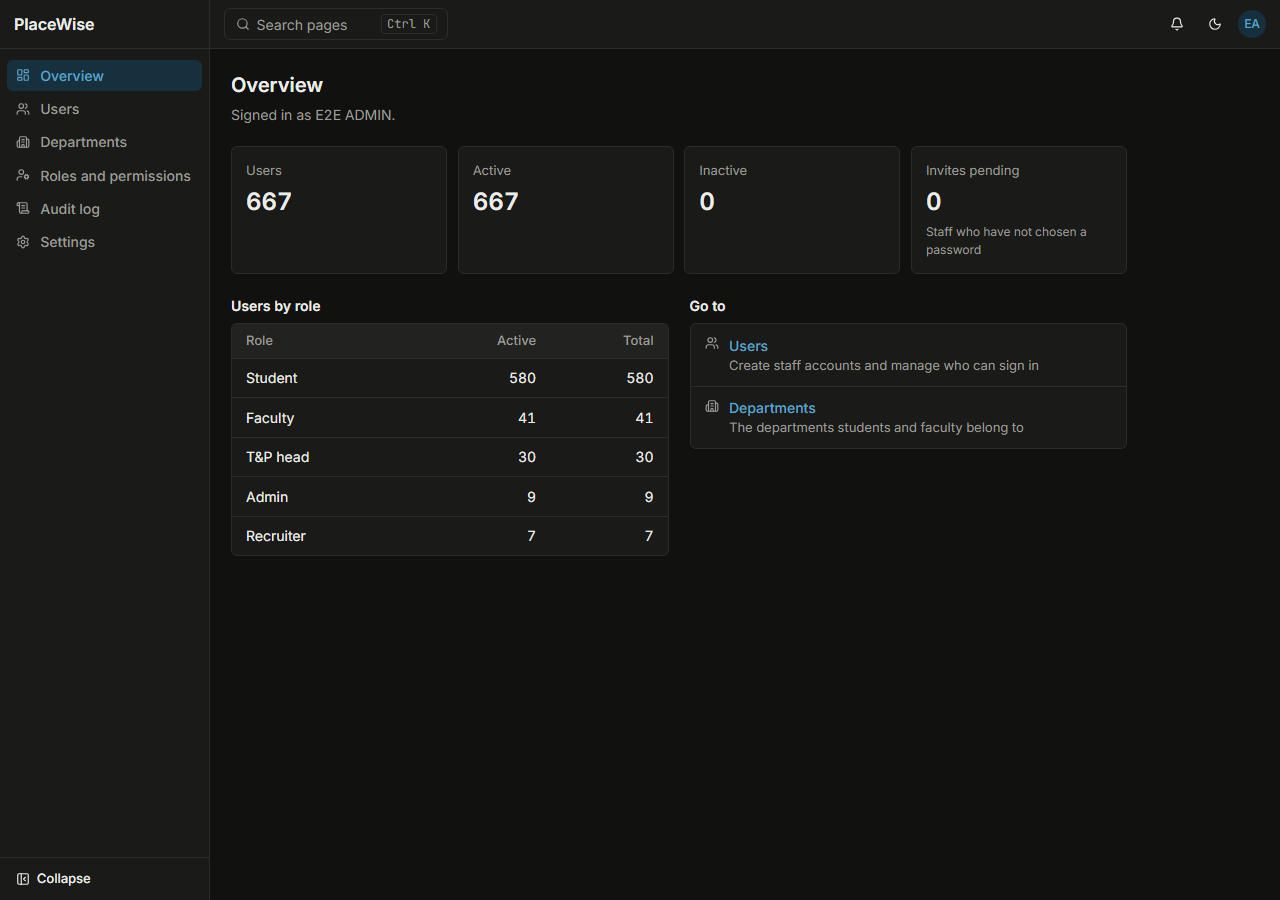 PlaceWise
Search pages Ctrl K
EA
Overview
Users
Departments
Roles and permissions
Audit log
Settings
Collapse
Overview
Signed in as E2E ADMIN.
Users
667
Active
667
Inactive
0
Invites pending
0
Staff who have not chosen a
password
Users by role
Role Active Total
Student 580 580
Faculty 41 41
T&P head 30 30
Admin 9 9
Recruiter 7 7
Go to
Users
Create staff accounts and manage who can sign in
Departments
The departments students and faculty belong to